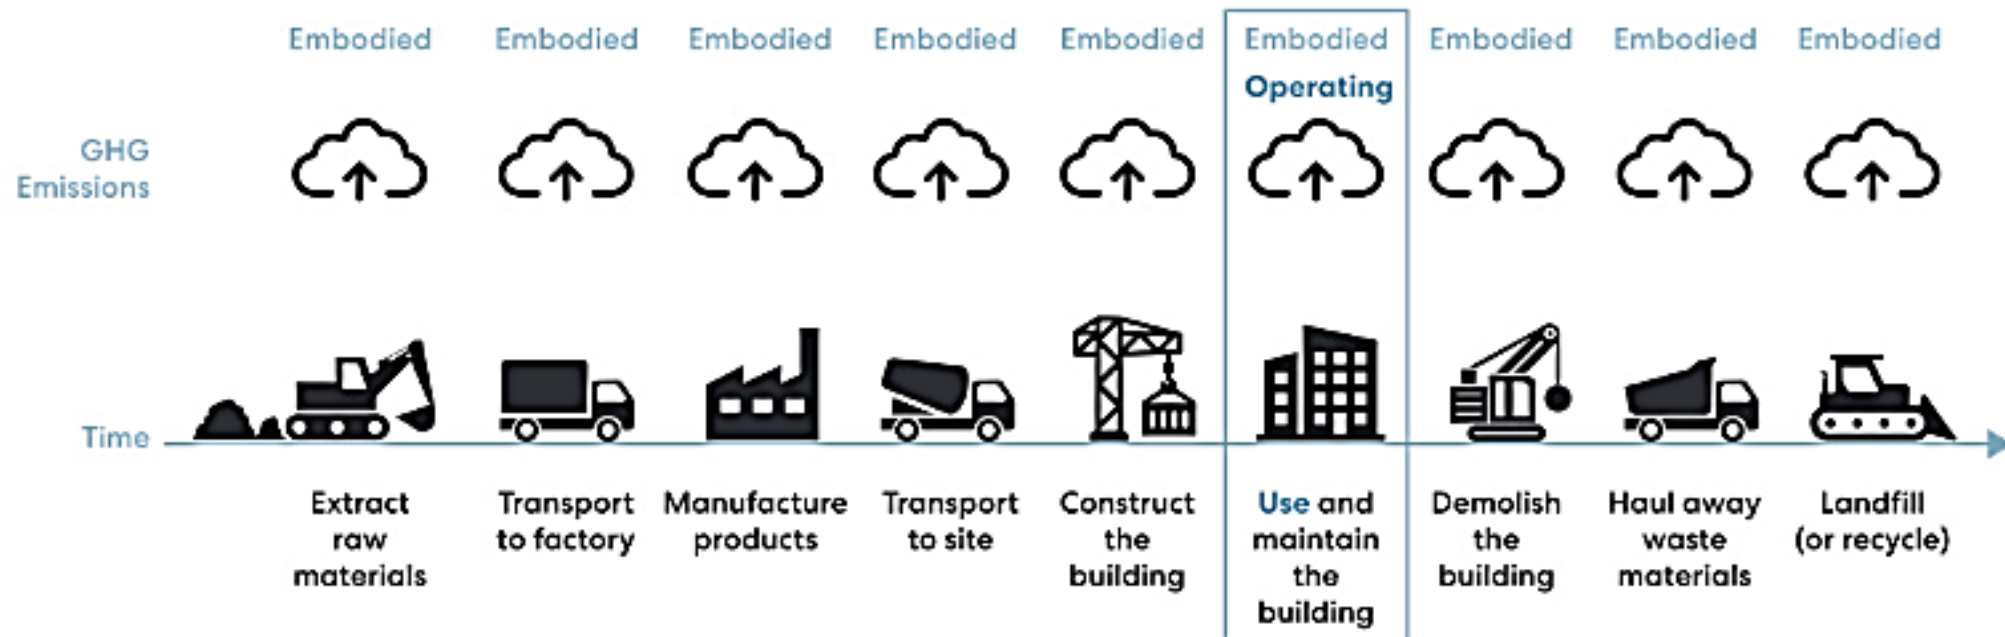 Embodied Embodied Embodied Embodied Embodied Embodied Embodied Embodied Embodied
Operating
GHG
Emissions
Time
Extract
raw
materials
Transport
to factory
Manufacture
products
Transport
to site
Construct
the
building
Use and
maintain
the
building
Demolish
the
building
Haul away
waste
materials
Landfill
(or recycle)